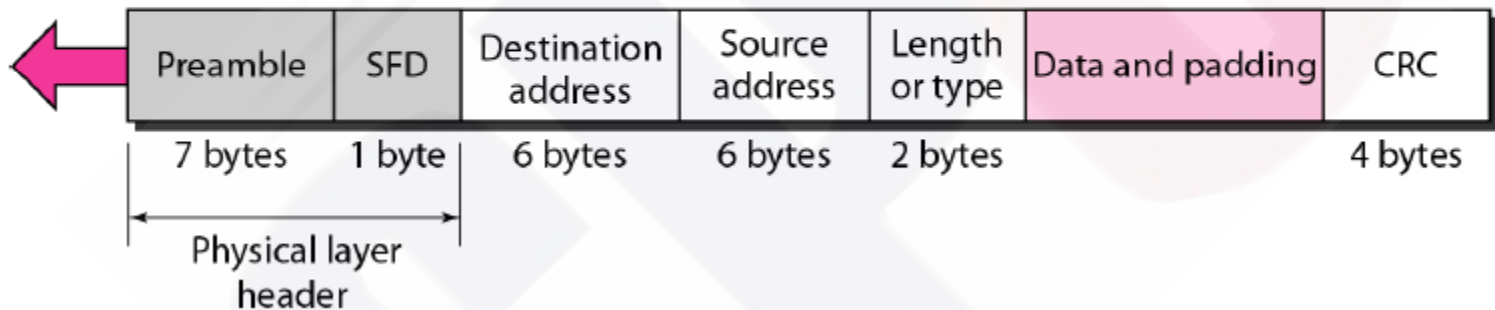 Preamble
SFD
Destination
address
Source
address
Length
or type
Data and padding
CRC
7 bytes
1 byte
6 bytes
6 bytes
2 bytes
4 bytes
Physical layer
header